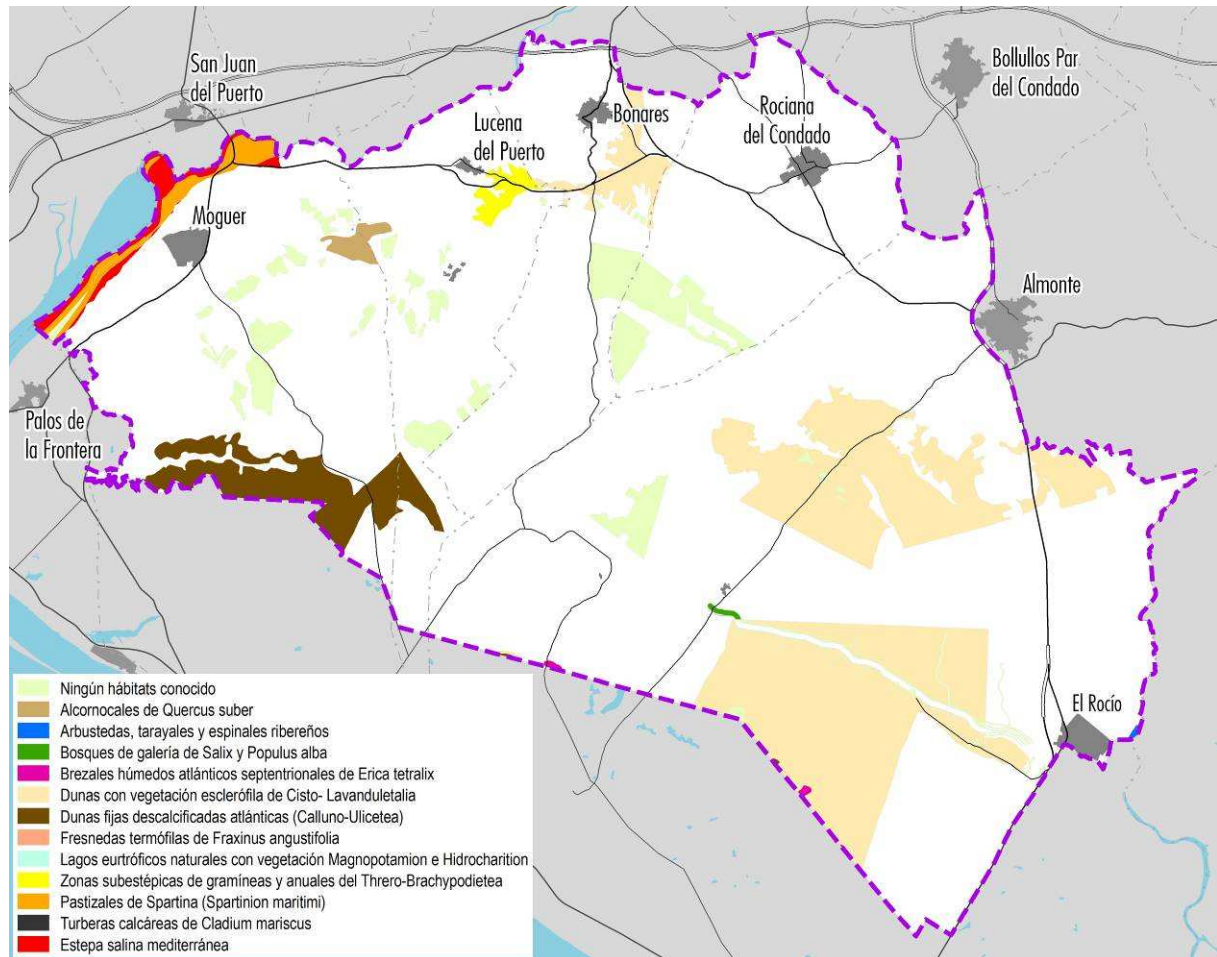 San Juan
del Puerto
Bollullos Par.
del Condado
Bonares
Rociana
del Condado
Lucena
del Puerto
Moguer
Almonte
Palos de
la Frontera
El Rocío
Ningún hábitats conocido
Alcornocales de Quercus suber
Arbustedas, tarayales y espinales ribereños
Bosques de galería de Salix y Populus alba
Brezales húmedos atlánticos septentrionales de Erica tetralix
Dunas con vegetación esclerófila de Cisto- Lavanduletalia
Dunas fijas descalcificadas atlánticas (Calluno-Ulicetea)
Fresnedas termófilas de Fraxinus angustifolia
Lagos eurtróficos naturales con vegetación Magnopotamion e Hidrocharition
Zonas subestépicas de gramíneas y anuales del Threro-Brachypodietea
Pastizales de Spartina (Spartinion maritimi)
Turberas calcáreas de Cladium mariscus
Estepa salina mediterránea